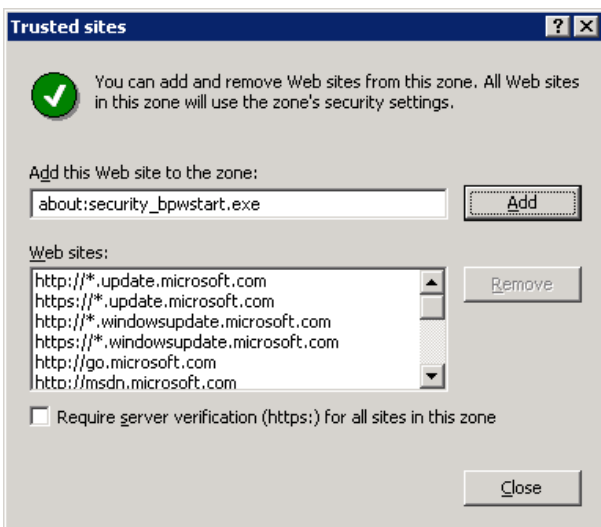 Trusted sites
You can add and remove Web sites from this zone. All Web sites
in this zone will use the zone's security settings.
Add this Web site to the zone:
about:security_bpwstart.exe
Add
Web sites:
http://*.update.microsoft.com
https://*.update.microsoft.com
http://*.windowsupdate.microsoft.com
https://*.windowsupdate.microsoft.com
http://go.microsoft.com
http://msdn.microsoft.com
Remove
Require server verification (https:) for all sites in this zone
Close